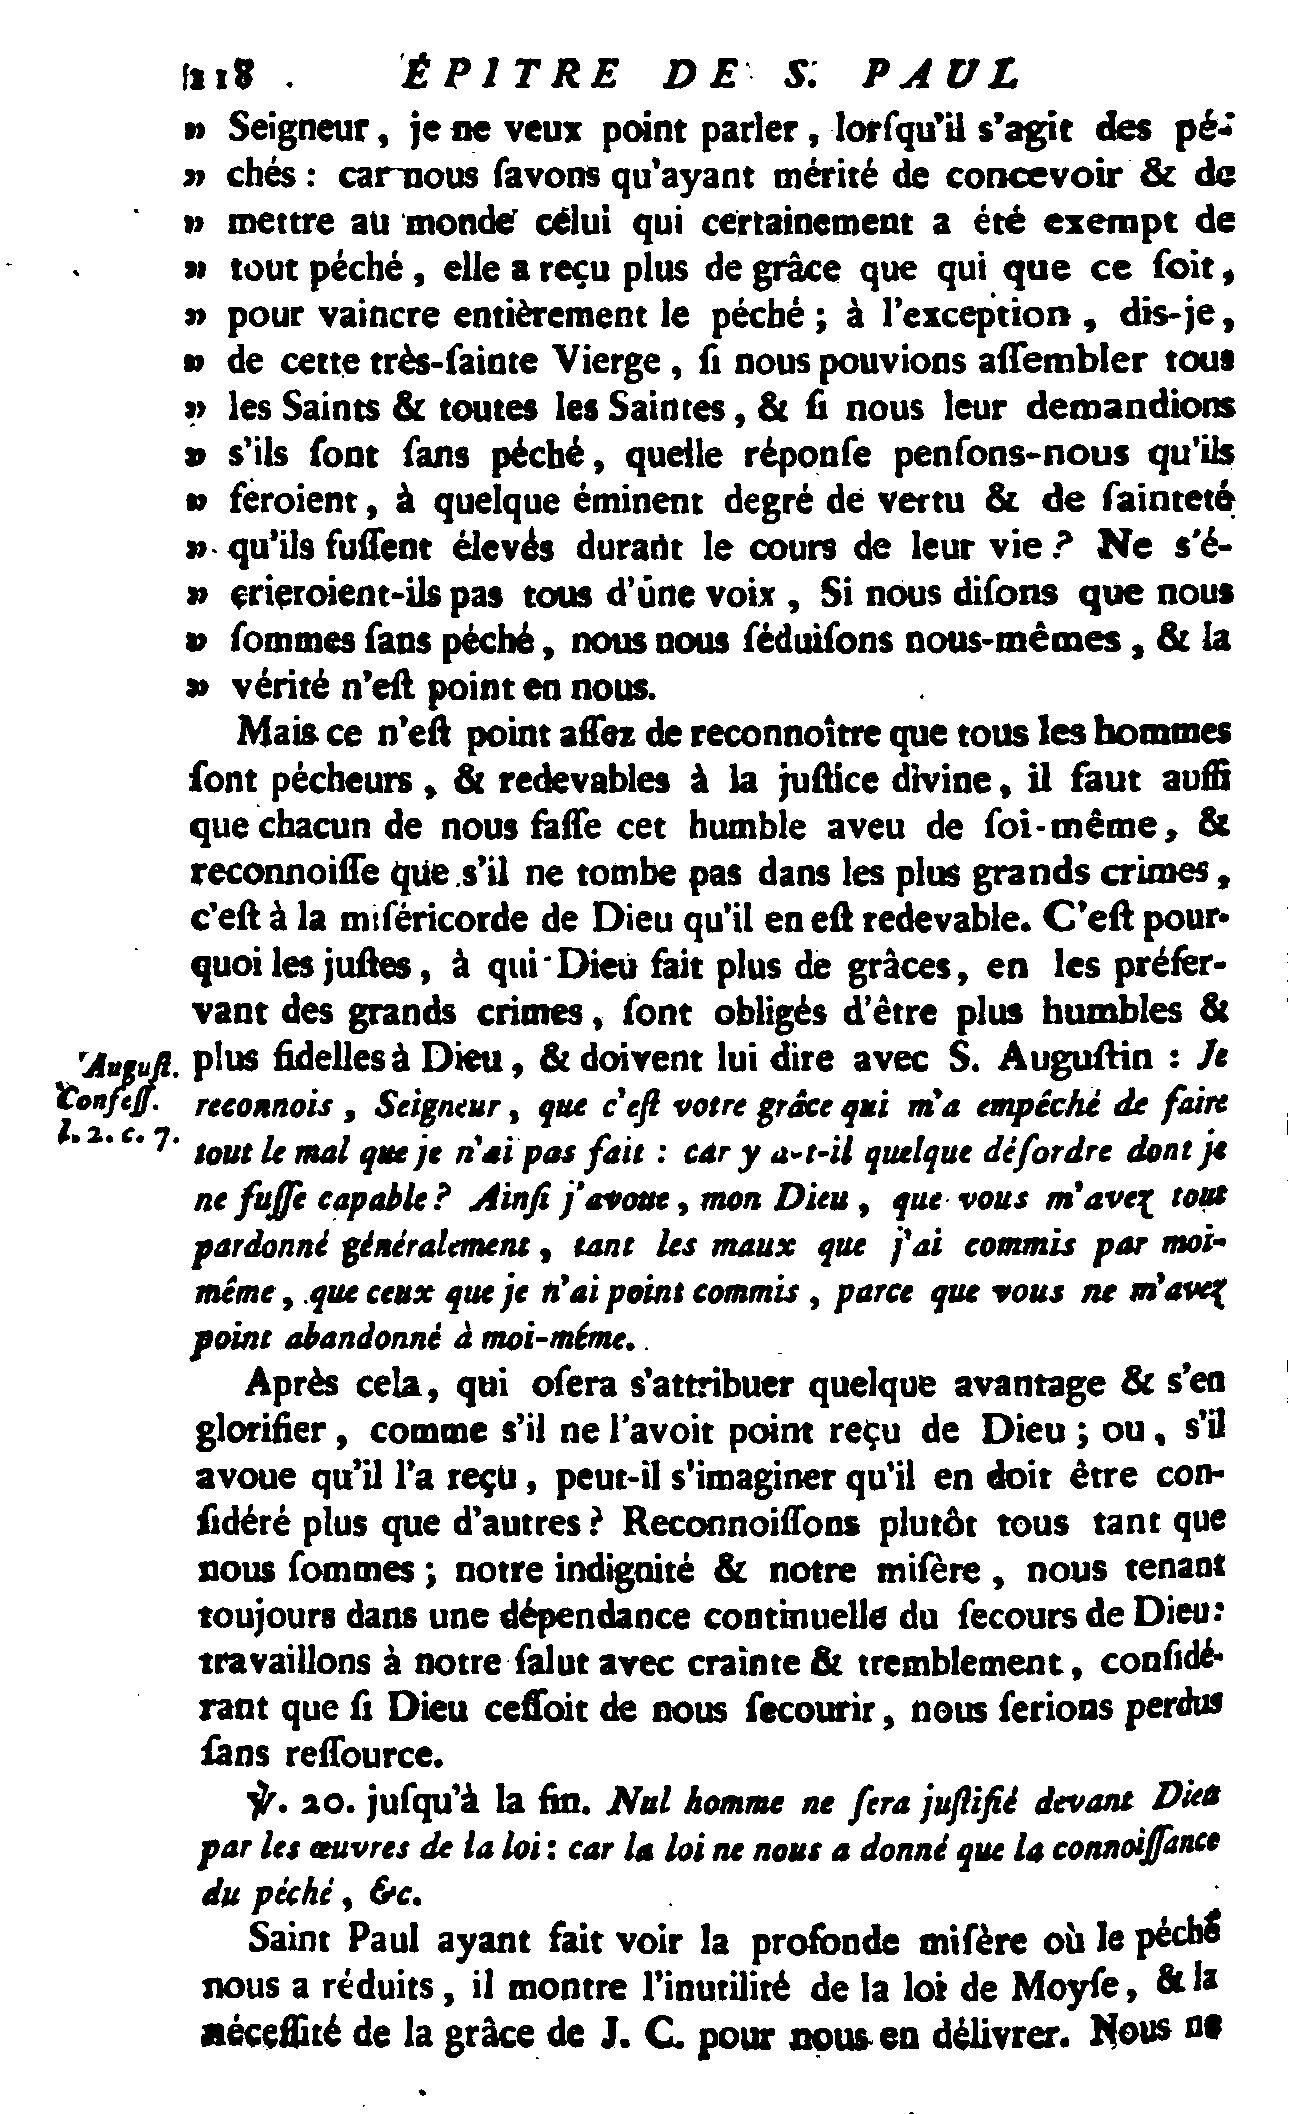 118 ÉPITRE DE S. PAUL
» Seigneur, je ne veux point parler, lorſqu'il s'agit des pé-
» chés : car nous ſavons qu'ayant mérité de concevoir & de
» mettre au monde célui qui certainement a été exempt de
» tout péché, elle a reçu plus de grâce que qui que ce ſoit,
» pour vaincre entièrement le péché ; à l'exception, dis-je,
» de cette très-ſainte Vierge, ſi nous pouvions aſſembler tous
» les Saints & toutes les Saintes, & ſi nous leur demandions
» s'ils ſont ſans péché, quelle réponſe penſons-nous qu'ils
» feroient, à quelque éminent degré de vertu & de ſainteté
» qu'ils fuſſent élevés durant le cours de leur vie ? Ne s'é-
» crieroient-ils pas tous d'une voix, Si nous diſons que nous
» ſommes ſans péché, nous nous ſéduiſons nous-mêmes, & la
» vérité n'eſt point en nous.
Mais ce n'eſt point aſſez de reconnoître que tous les hommes
ſont pécheurs, & redevables à la juſtice divine, il faut auſſi
que chacun de nous faſſe cet humble aveu de ſoi-même, &
reconnoiſſe que s'il ne tombe pas dans les plus grands crimes,
c'eſt à la miſéricorde de Dieu qu'il en eſt redevable. C'eſt pour-
quoi les juſtes, à qui Dieu fait plus de grâces, en les préſer-
vant des grands crimes, ſont obligés d'être plus humbles &
plus fidelles à Dieu, & doivent lui dire avec S. Auguſtin : Je
reconnois, Seigneur, que c'eſt votre grâce qui m'a empêché de faire
tout le mal que je n'ai pas fait : car y a-t-il quelque déſordre dont je
ne fuſſe capable ? Ainſi j'avoue, mon Dieu, que vous m'avez tout
pardonné généralement, tant les maux que j'ai commis par moi-
même, que ceux que je n'ai point commis, parce que vous ne m'avez
point abandonné à moi-même.
Auguſt.
Confeſſ.
l. 2. c. 7.
Après cela, qui oſera s'attribuer quelque avantage & s'en
glorifier, comme s'il ne l'avoit point reçu de Dieu ; ou, s'il
avoue qu'il l'a reçu, peut-il s'imaginer qu'il en doit être con-
ſidéré plus que d'autres ? Reconnoiſſons plutôt tous tant que
nous ſommes ; notre indignité & notre miſère, nous tenant
toujours dans une dépendance continuelle du ſecours de Dieu :
travaillons à notre ſalut avec crainte & tremblement, conſidé-
rant que ſi Dieu ceſſoit de nous ſecourir, nous ſerions perdus
ſans reſſource.
℣. 20. juſqu'à la fin. Nul homme ne ſera juſtifié devant Dieu
par les œuvres de la loi : car la loi ne nous a donné que la connoiſſance
du péché, &c.
Saint Paul ayant fait voir la profonde miſère où le péché
nous a réduits, il montre l'inutilité de la loi de Moyſe, & la
néceſſité de la grâce de J. C. pour nous en délivrer. Nous ne